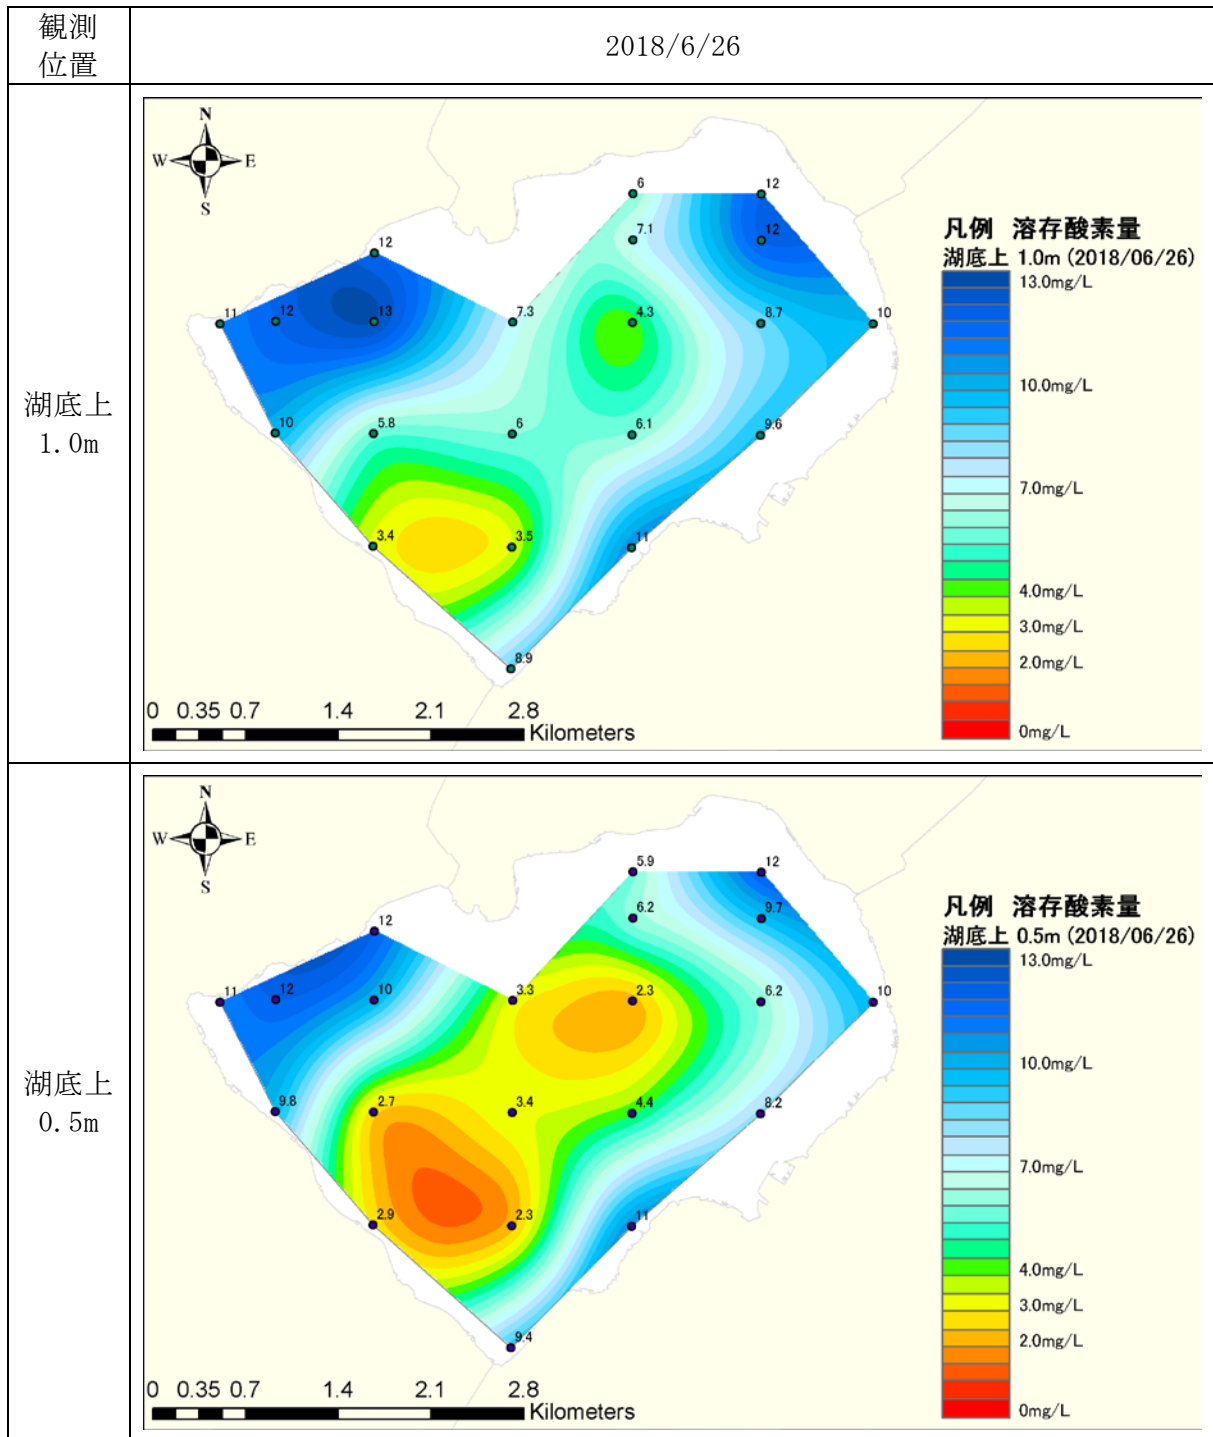 観測
位置
2018/6/26
湖底上
1.0m
N
W
E
S
6
12
7.1
12
12
11
12
13
7.3
4.3
8.7
10
10
5.8
6
6.1
9.6
3.4
3.5
11
8.9
凡例 溶存酸素量
湖底上 1.0m (2018/06/26)
13.0mg/L
10.0mg/L
7.0mg/L
4.0mg/L
3.0mg/L
2.0mg/L
0mg/L
0 0.35 0.7 1.4 2.1 2.8
Kilometers
湖底上
0.5m
N
W
E
S
5.9
12
6.2
9.7
12
11
12
10
3.3
2.3
6.2
10
9.8
2.7
3.4
4.4
8.2
2.9
2.3
11
9.4
凡例 溶存酸素量
湖底上 0.5m (2018/06/26)
13.0mg/L
10.0mg/L
7.0mg/L
4.0mg/L
3.0mg/L
2.0mg/L
0mg/L
0 0.35 0.7 1.4 2.1 2.8
Kilometers